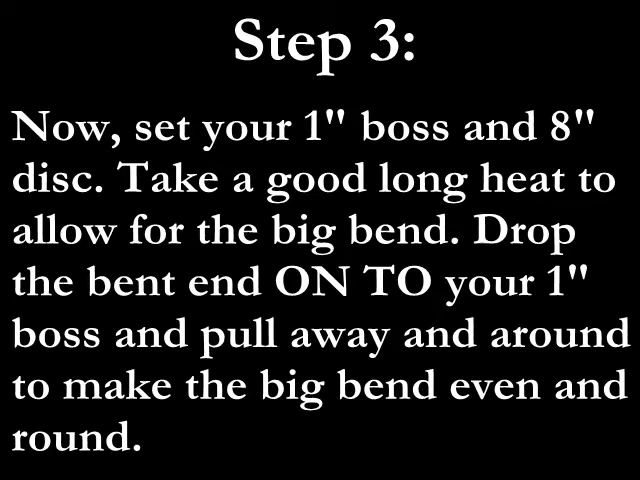 Step 3:
Now, set your 1" boss and 8"
disc. Take a good long heat to
allow for the big bend. Drop
the bent end ON TO your 1"
boss and pull away and around
to make the big bend even and
round.